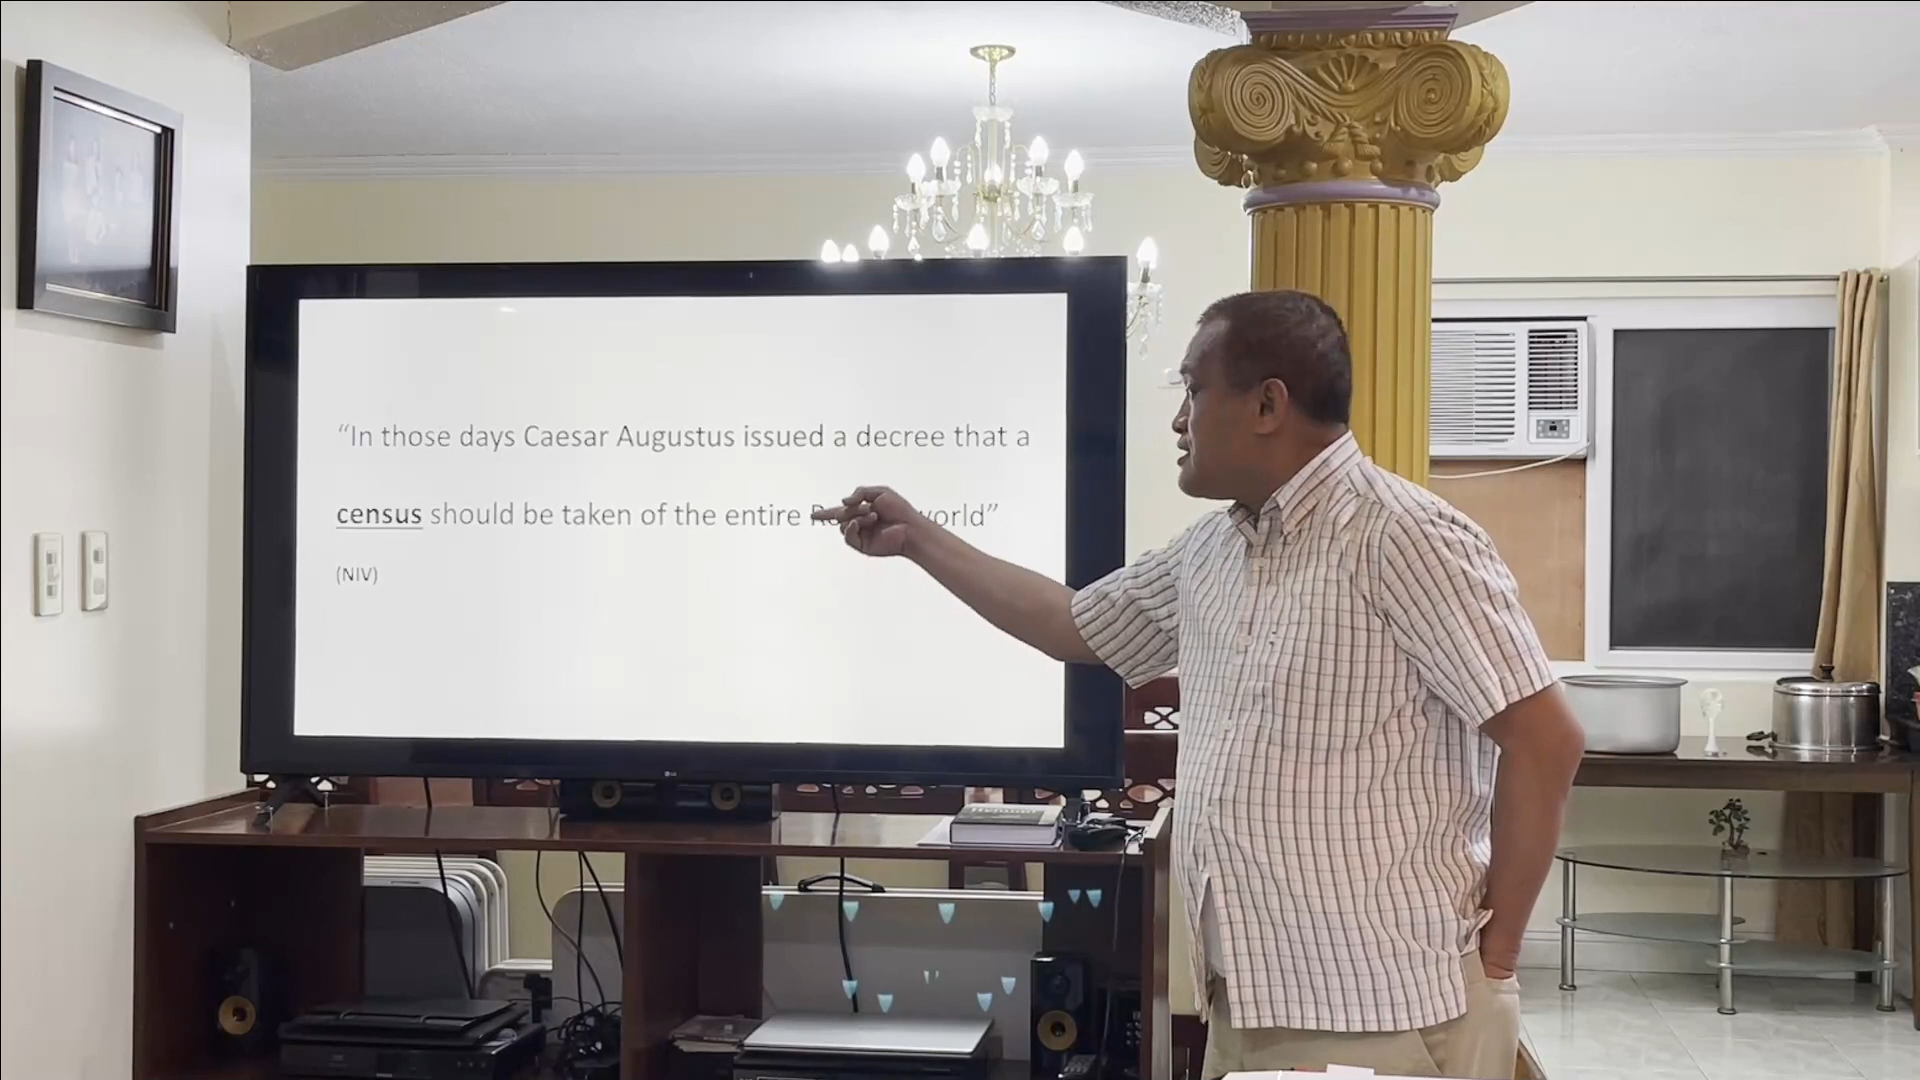 “In those days Caesar Augustus issued a decree that a
census should be taken of the entire world”
(NIV)
LG